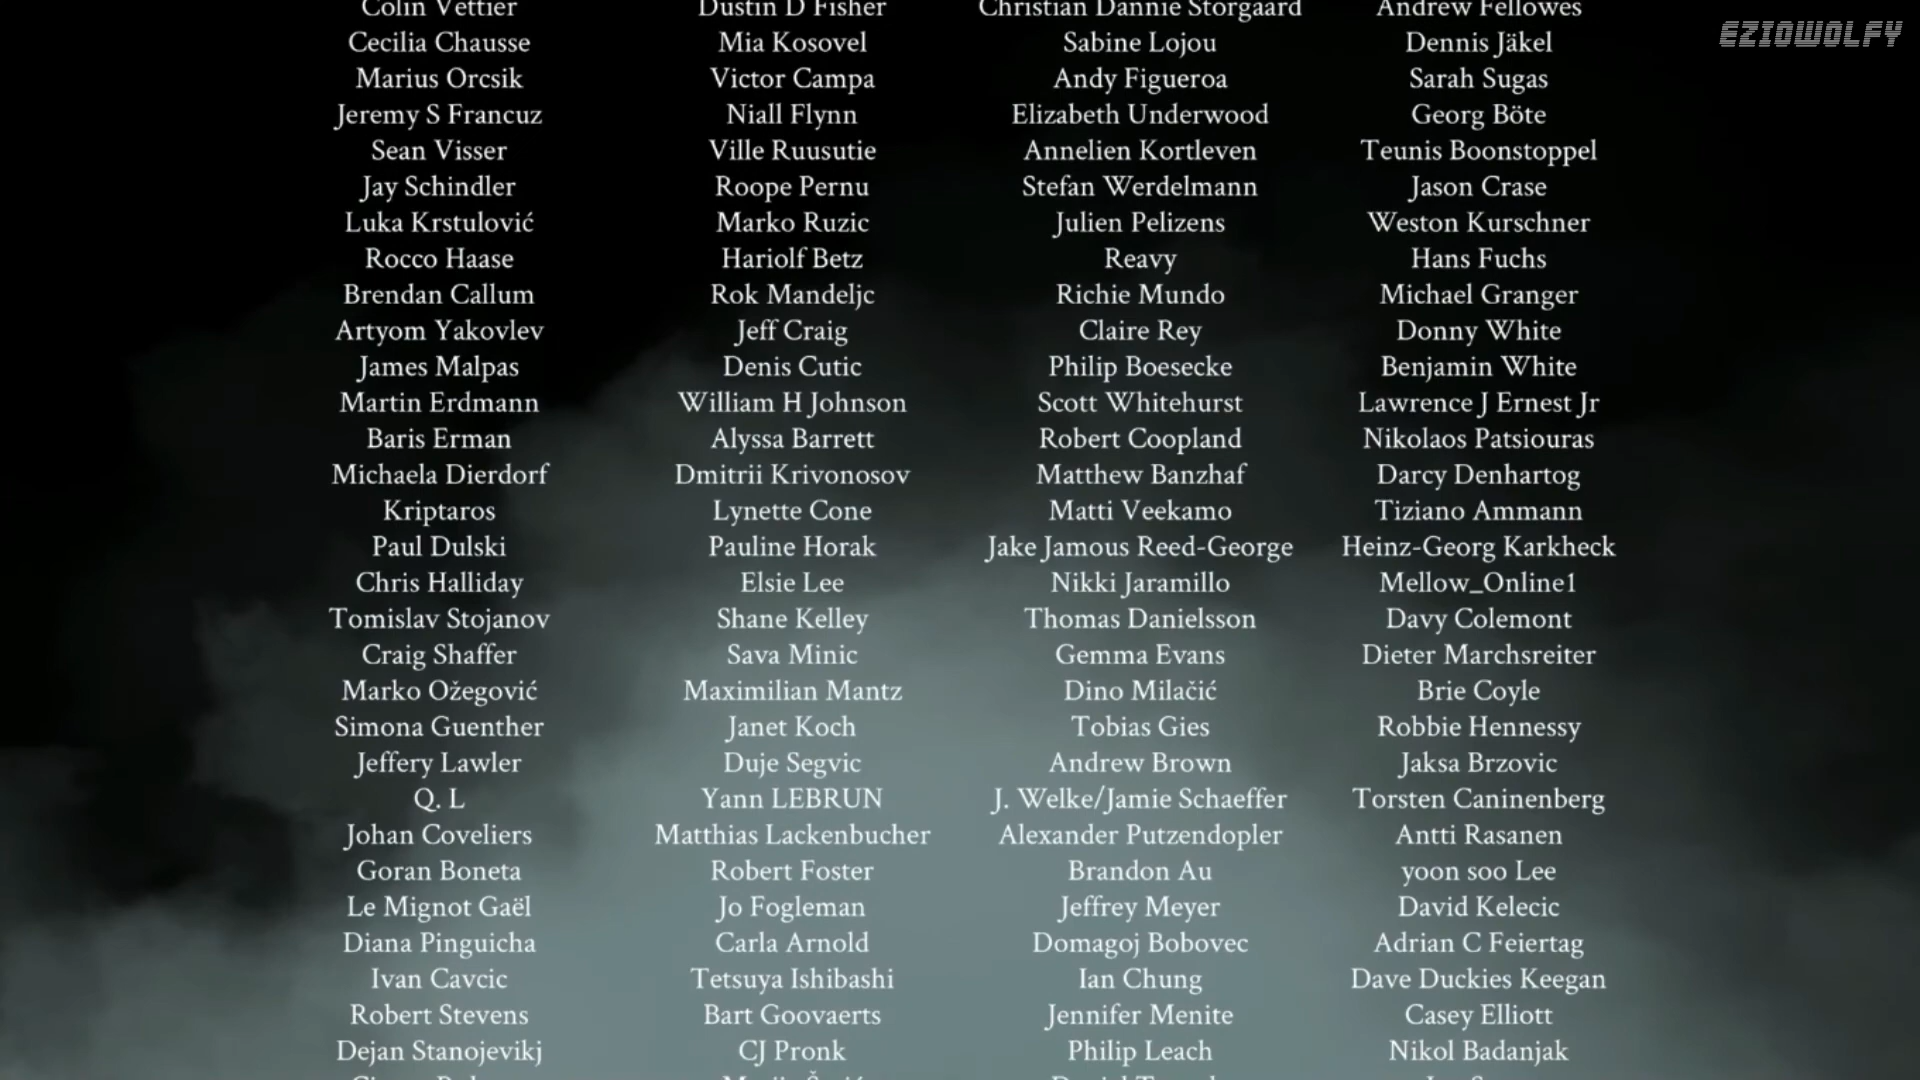 EZIOWOLFY
Colin Vettier Dustin D Fisher Christian Dannie Storgaard Andrew Fellowes
Cecilia Chausse Mia Kosovel Sabine Lojou Dennis Jäkel
Marius Orcsik Victor Campa Andy Figueroa Sarah Sugas
Jeremy S Francuz Niall Flynn Elizabeth Underwood Georg Böte
Sean Visser Ville Ruusutie Annelien Kortleven Teunis Boonstoppel
Jay Schindler Roope Pernu Stefan Werdelmann Jason Crase
Luka Krstulović Marko Ruzic Julien Pelizens Weston Kurschner
Rocco Haase Hariolf Betz Reavy Hans Fuchs
Brendan Callum Rok Mandeljc Richie Mundo Michael Granger
Artyom Yakovlev Jeff Craig Claire Rey Donny White
James Malpas Denis Cutic Philip Boesecke Benjamin White
Martin Erdmann William H Johnson Scott Whitehurst Lawrence J Ernest Jr
Baris Erman Alyssa Barrett Robert Coopland Nikolaos Patsiouras
Michaela Dierdorf Dmitrii Krivonosov Matthew Banzhaf Darcy Denhartog
Kriptaros Lynette Cone Matti Veekamo Tiziano Ammann
Paul Dulski Pauline Horak Jake Jamous Reed-George Heinz-Georg Karkheck
Chris Halliday Elsie Lee Nikki Jaramillo Mellow_Online1
Tomislav Stojanov Shane Kelley Thomas Danielsson Davy Colemont
Craig Shaffer Sava Minic Gemma Evans Dieter Marchsreiter
Marko Ožegović Maximilian Mantz Dino Milačić Brie Coyle
Simona Guenther Janet Koch Tobias Gies Robbie Hennessy
Jeffery Lawler Duje Segvic Andrew Brown Jaksa Brzovic
Q. L Yann LEBRUN J. Welke/Jamie Schaeffer Torsten Caninenberg
Johan Coveliers Matthias Lackenbucher Alexander Putzendopler Antti Rasanen
Goran Boneta Robert Foster Brandon Au yoon soo Lee
Le Mignot Gaël Jo Fogleman Jeffrey Meyer David Kelecic
Diana Pinguicha Carla Arnold Domagoj Bobovec Adrian C Feiertag
Ivan Cavcic Tetsuya Ishibashi Ian Chung Dave Duckies Keegan
Robert Stevens Bart Goovaerts Jennifer Menite Casey Elliott
Dejan Stanojevikj CJ Pronk Philip Leach Nikol Badanjak